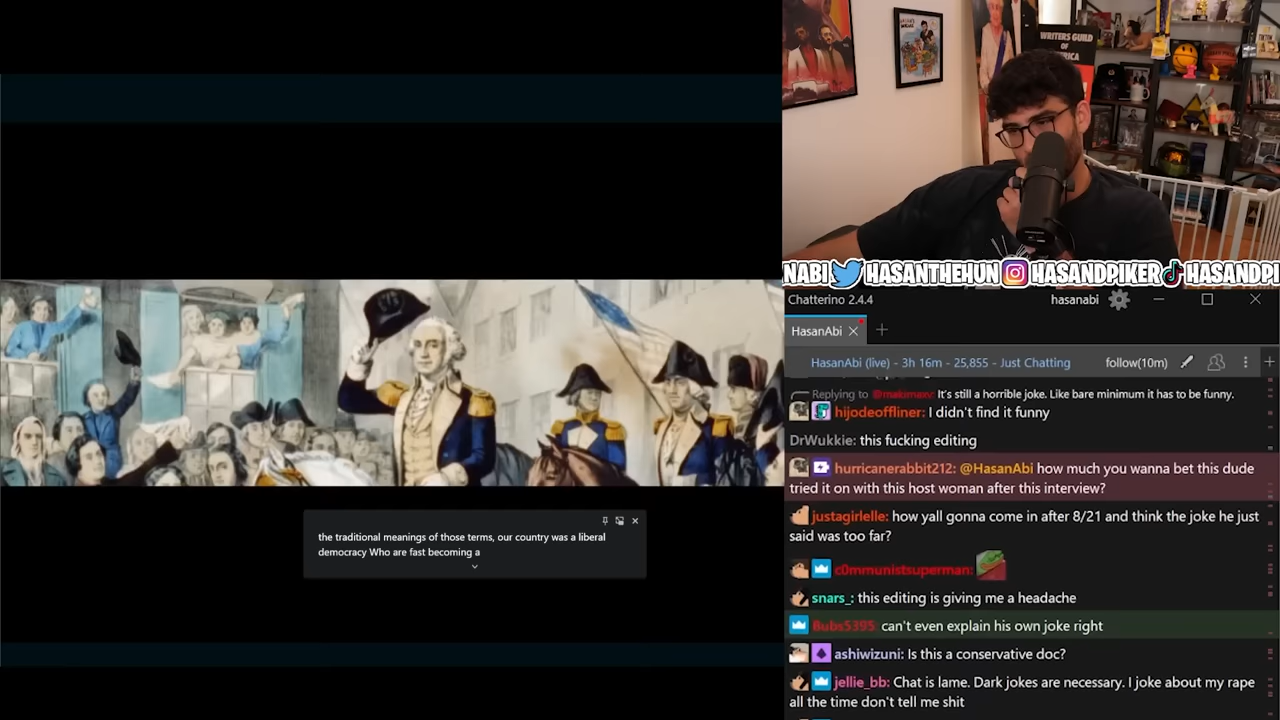 WRITERS GUILD
OF
NABI HASANTHEHUN HASANDPIKER HASANDPI
Chatterino 2.4.4
hasanabi
HasanAbi
HasanAbi (live) - 3h 16m - 25,855 - Just Chatting
follow(10m)
Replying to @makimaxv: It's still a horrible joke. Like bare minimum it has to be funny.
hijodeoffliner: I didn't find it funny
DrWukkie: this fucking editing
hurricanerabbit212: @HasanAbi how much you wanna bet this dude
tried it on with this host woman after this interview?
justagirlelle: how yall gonna come in after 8/21 and think the joke he just
said was too far?
c0mmunistsuperman:
snars_: this editing is giving me a headache
Bubs5395 can't even explain his own joke right
ashiwizuni: Is this a conservative doc?
jellie_bb: Chat is lame. Dark jokes are necessary. I joke about my rape
all the time don't tell me shit
the traditional meanings of those terms, our country was a liberal
democracy Who are fast becoming a